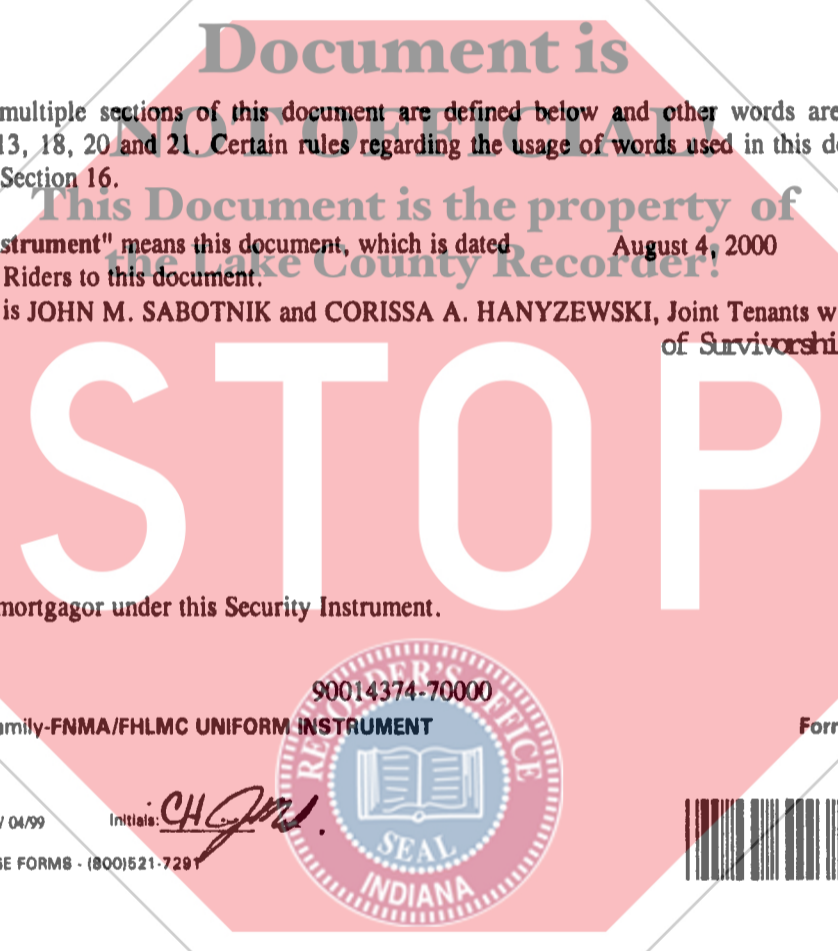 Document is
multiple sections of this document are defined below and other words are
NOT OFFICIAL!
13, 18, 20 and 21. Certain rules regarding the usage of words used in this d
Section 16.
This Document is the property of
strument" means this document, which is dated August 4, 2000
the Lake County Recorder!
Riders to this document.
is JOHN M. SABOTNIK and CORISSA A. HANYZEWSKI, Joint Tenants w
of Survivorshi
STOP
mortgagor under this Security Instrument.
90014374-70000
amily-FNMA/FHLMC UNIFORM INSTRUMENT Forr
/ 04/99 Initials: CH JMS.
GE FORMS - (800)521-7291
RECORDER'S OFFICE
SEAL
INDIANA